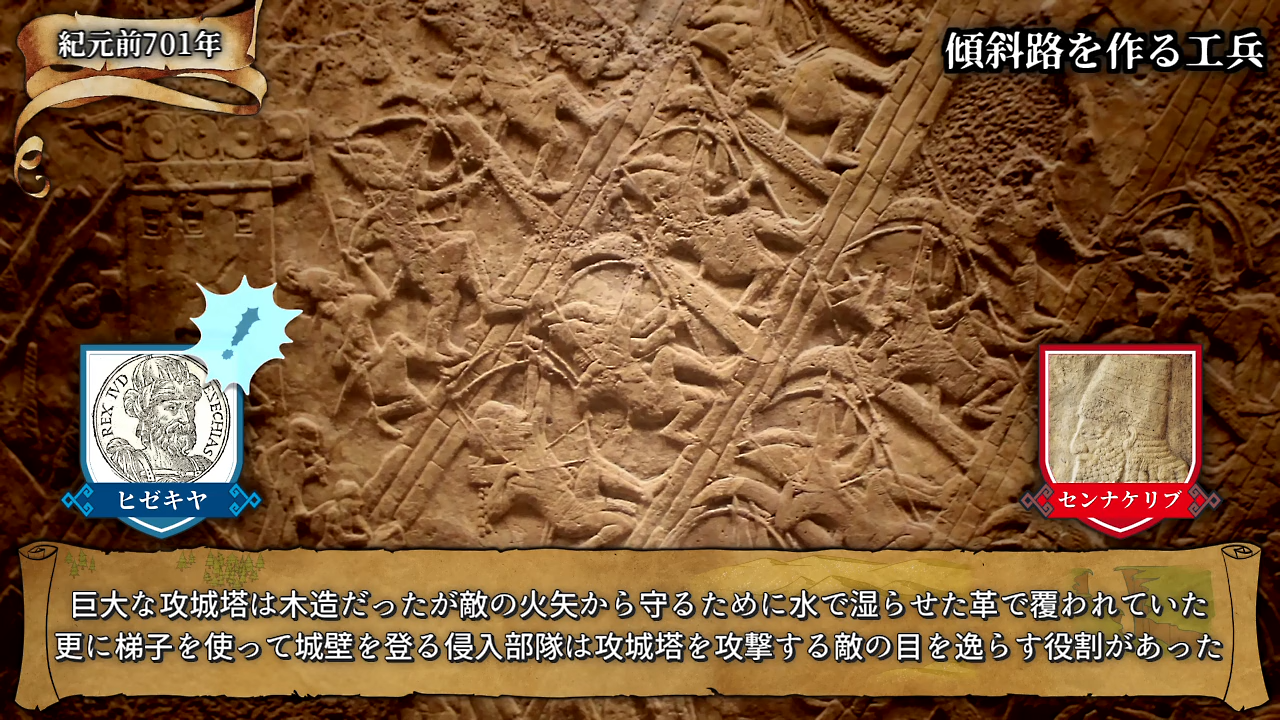 紀元前701年
傾斜路を作る工兵
REX IVD
EZECHIAS
ヒゼキヤ
センナケリブ
巨大な攻城塔は木造だったが敵の火矢から守るために水で湿らせた革で覆われていた
更に梯子を使って城壁を登る侵入部隊は攻城塔を攻撃する敵の目を逸らす役割があった